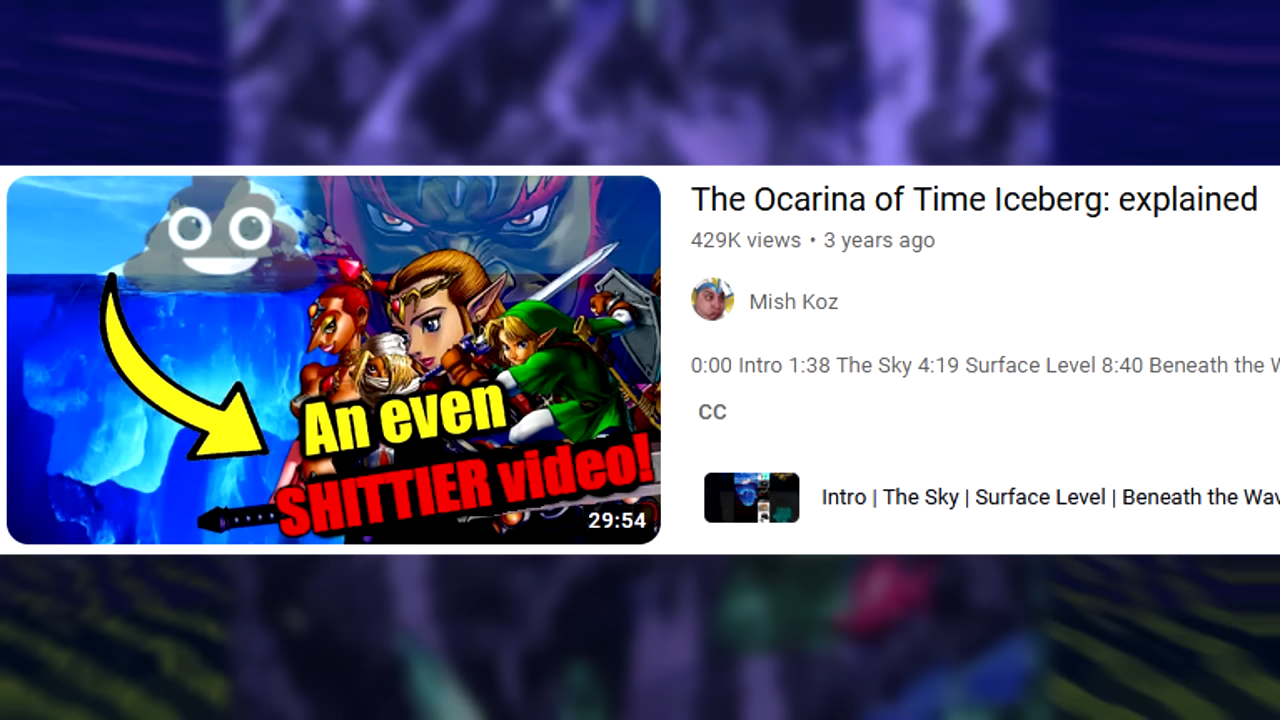 An even
SHITTIER video!
29:54
The Ocarina of Time Iceberg: explained
429K views • 3 years ago
Mish Koz
0:00 Intro 1:38 The Sky 4:19 Surface Level 8:40 Beneath the
CC
Intro | The Sky | Surface Level | Beneath the